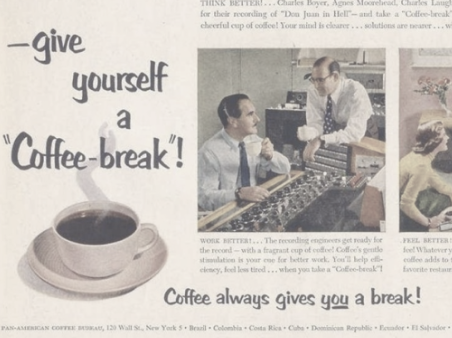 THINK BETTER!... Charles Boyer, Agnes Moorehead, Charles Laugh
for their recording of "Don Juan in Hell"—and take a "Coffee-break"
cheerful cup of coffee! Your mind is clearer... solutions are nearer...
—give
yourself
a
"Coffee-break"!
WORK BETTER!... The recording engineers get ready for
the record—with a fragrant cup of coffee! Coffee's gentle
stimulation is your cue for better work. You'll help effi-
ciency, feel less tired... when you take a "Coffee-break"!
FEEL BETTER!
fee! Whatever y
coffee adds to
favorite restaur
Coffee always gives you a break!
PAN-AMERICAN COFFEE BUREAU, 120 Wall St., New York 5 • Brazil • Colombia • Costa Rica • Cuba • Dominican Republic • Ecuador • El Salvador •